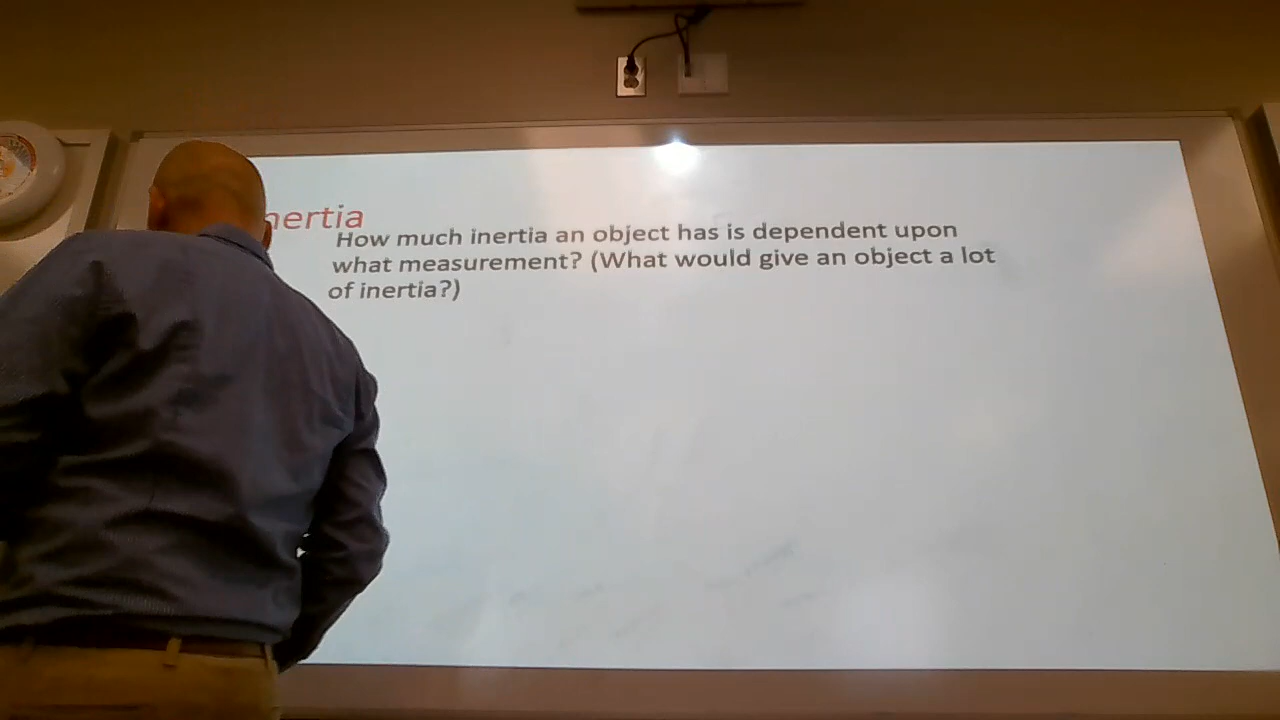 nertia
How much inertia an object has is dependent upon
what measurement? (What would give an object a lot
of inertia?)